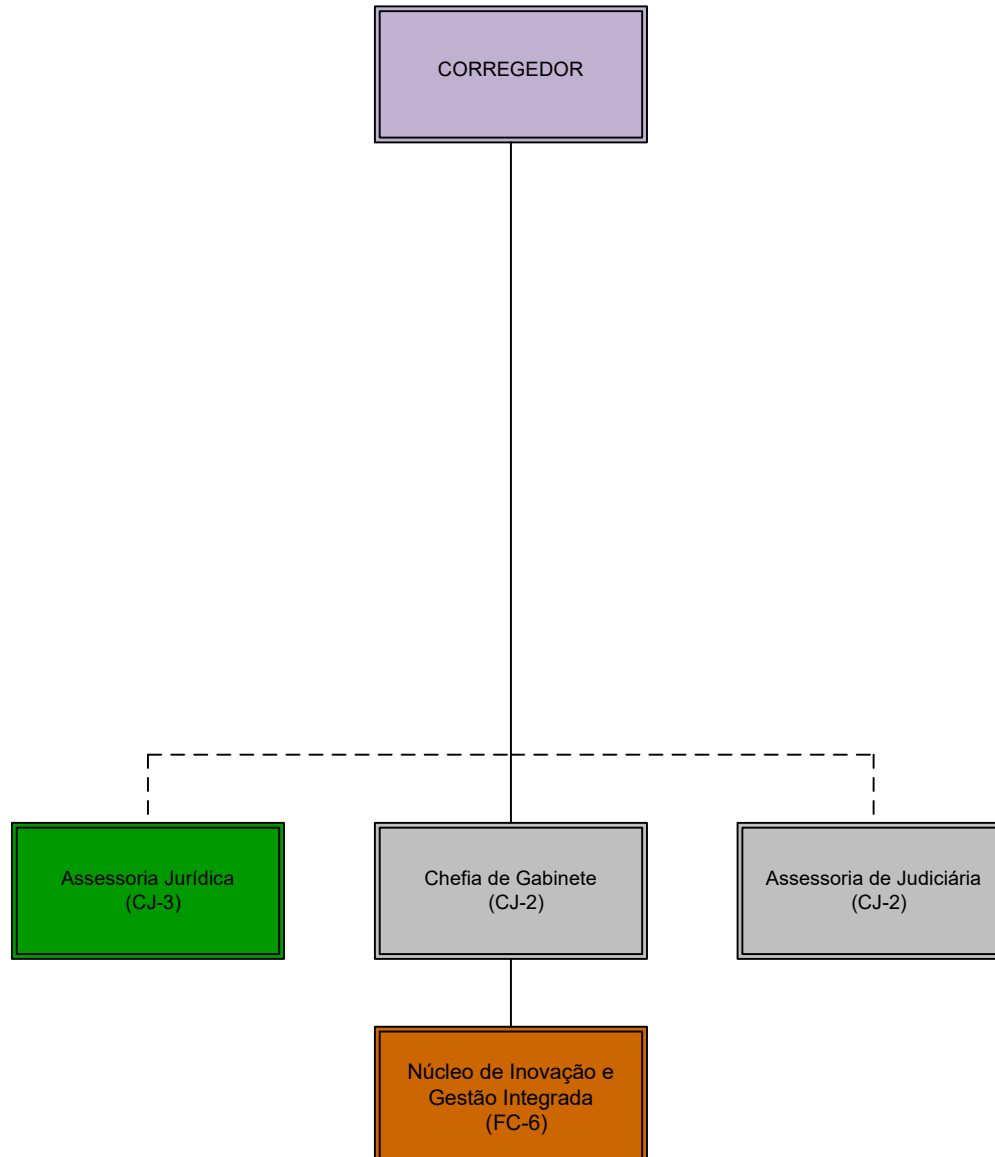 CORREGEDOR
Assessoria Jurídica
(CJ-3)
Chefia de Gabinete
(CJ-2)
Assessoria de Judiciária
(CJ-2)
Núcleo de Inovação e
Gestão Integrada
(FC-6)